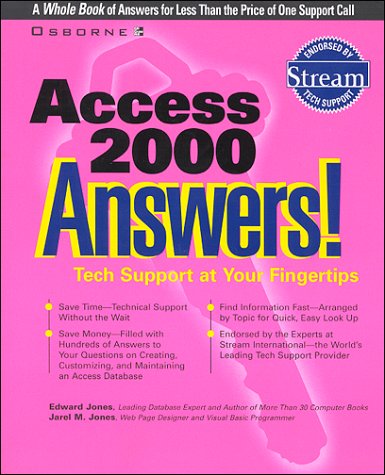 A Whole Book of Answers for Less Than the Price of One Support Call
OSBORNE
ENDORSED BY
Stream
TECH SUPPORT
Access
2000
Answers!
Tech Support at Your Fingertips
Save Time—Technical Support
Without the Wait
Save Money—Filled with
Hundreds of Answers to
Your Questions on Creating,
Customizing, and Maintaining
an Access Database
Find Information Fast—Arranged
by Topic for Quick, Easy Look Up
Endorsed by the Experts at
Stream International—the World's
Leading Tech Support Provider
Edward Jones, Leading Database Expert and Author of More Than 30 Computer Books
Jarel M. Jones, Web Page Designer and Visual Basic Programmer